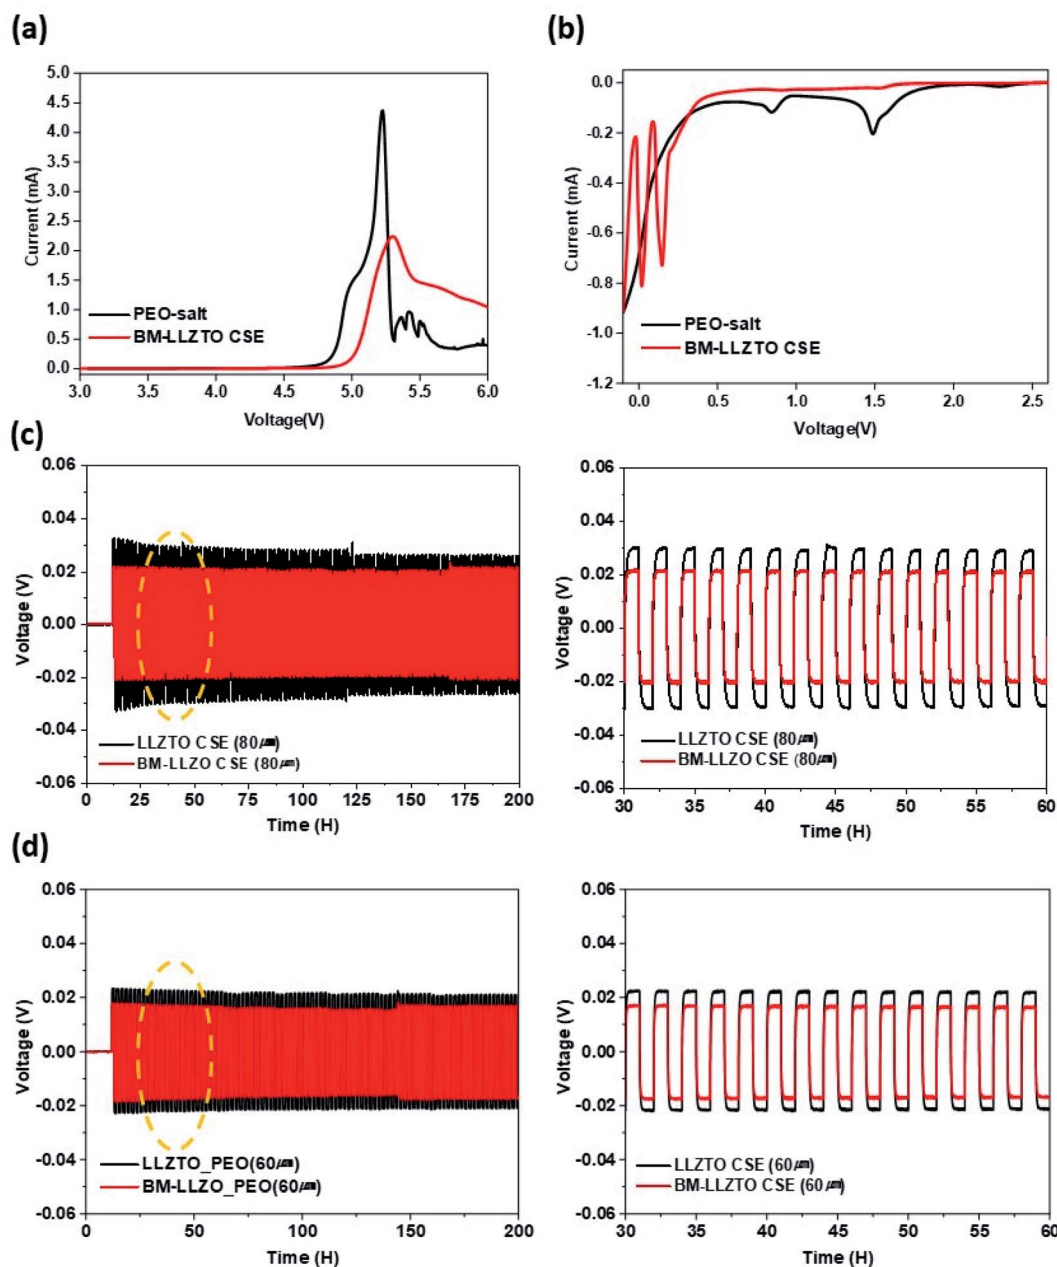 (a)
5.0
4.5
4.0
3.5
3.0
2.5
2.0
1.5
1.0
0.5
0.0
Current (mA)
PEO-salt
BM-LLZTO CSE
3.0 3.5 4.0 4.5 5.0 5.5 6.0
Voltage(V)
(b)
0.0
-0.2
-0.4
-0.6
-0.8
-1.0
-1.2
Current (mA)
PEO-salt
BM-LLZTO CSE
0.0 0.5 1.0 1.5 2.0 2.5
Voltage(V)
(c)
0.06
0.04
0.02
0.00
-0.02
-0.04
-0.06
Voltage (V)
LLZTO CSE (80㎛)
BM-LLZO CSE (80㎛)
0 25 50 75 100 125 150 175 200
Time (H)
0.06
0.04
0.02
0.00
-0.02
-0.04
-0.06
Voltage (V)
LLZTO CSE (80㎛)
BM-LLZO CSE (80㎛)
30 35 40 45 50 55 60
Time (H)
(d)
0.06
0.04
0.02
0.00
-0.02
-0.04
-0.06
Voltage (V)
LLZTO_PEO(60㎛)
BM-LLZO_PEO(60㎛)
0 25 50 75 100 125 150 175 200
Time (H)
0.06
0.04
0.02
0.00
-0.02
-0.04
-0.06
Voltage (V)
LLZTO CSE (60㎛)
BM-LLZTO CSE (60㎛)
30 35 40 45 50 55 60
Time (H)